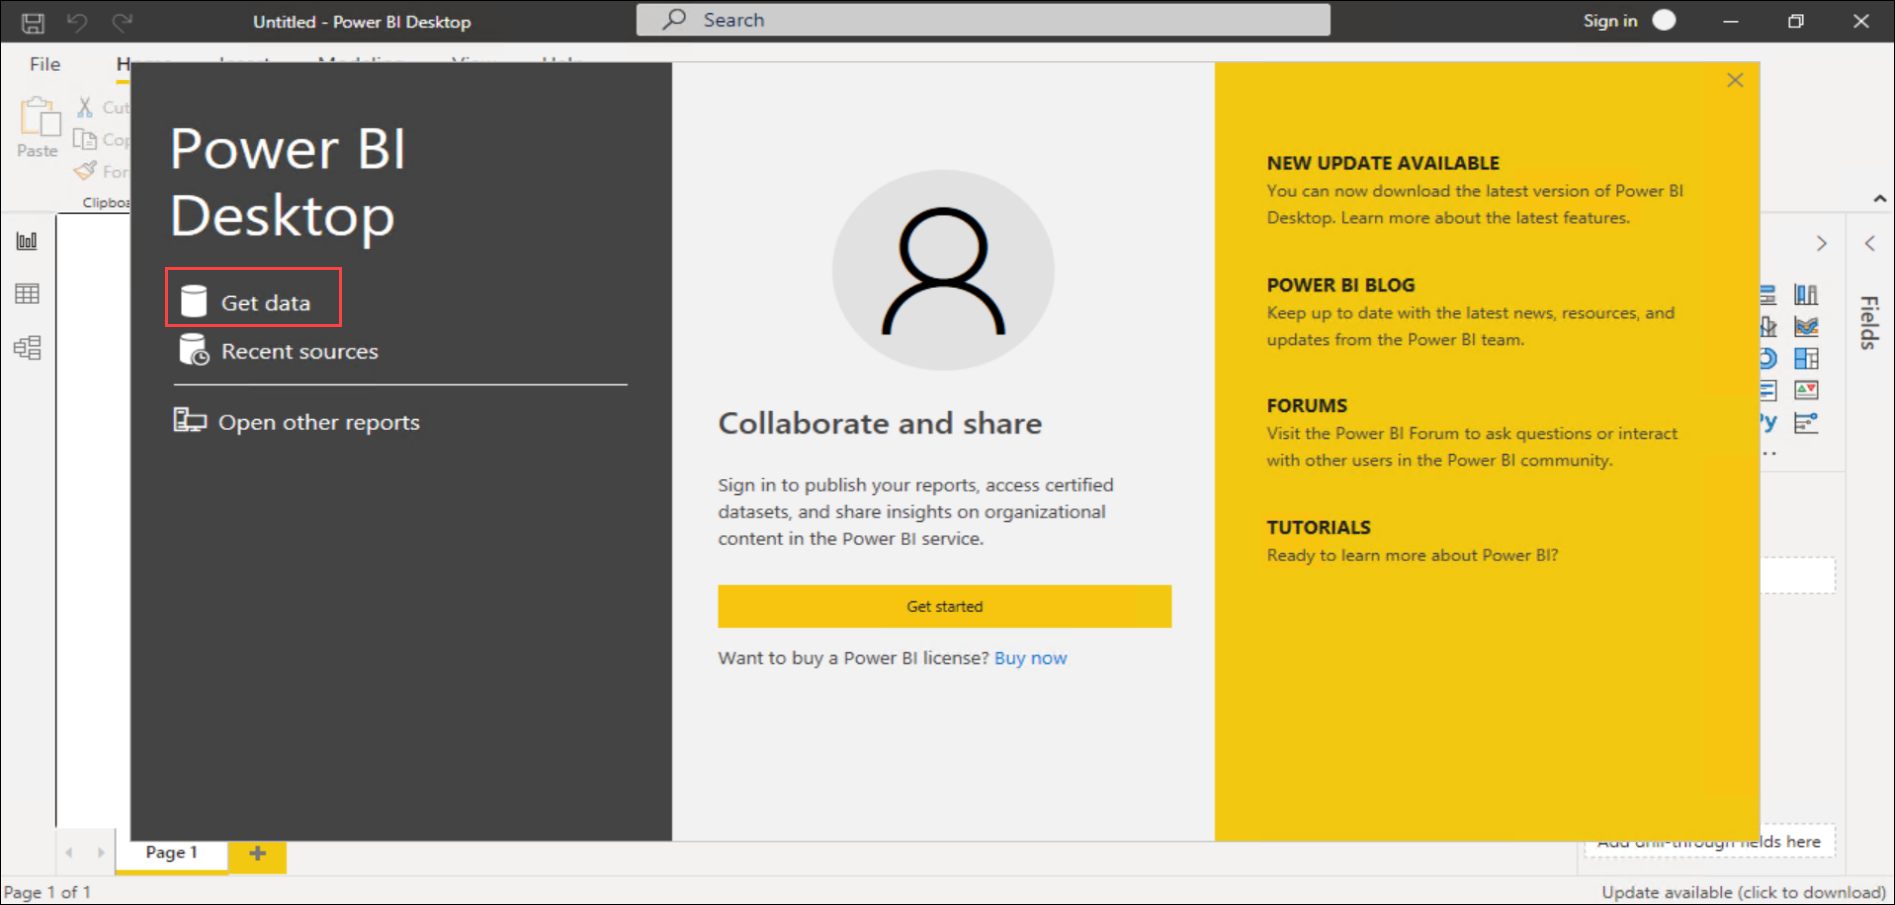 Untitled - Power BI Desktop
Search
Sign in
File
Paste
Cut
Clipboa
Power BI
Desktop
Get data
Recent sources
Open other reports
Collaborate and share
Sign in to publish your reports, access certified
datasets, and share insights on organizational
content in the Power BI service.
Get started
Want to buy a Power BI license? Buy now
NEW UPDATE AVAILABLE
You can now download the latest version of Power BI
Desktop. Learn more about the latest features.
POWER BI BLOG
Keep up to date with the latest news, resources, and
updates from the Power BI team.
FORUMS
Visit the Power BI Forum to ask questions or interact
with other users in the Power BI community.
TUTORIALS
Ready to learn more about Power BI?
Fields
Py
Add drill-through fields here
Page 1
Page 1 of 1
Update available (click to download)